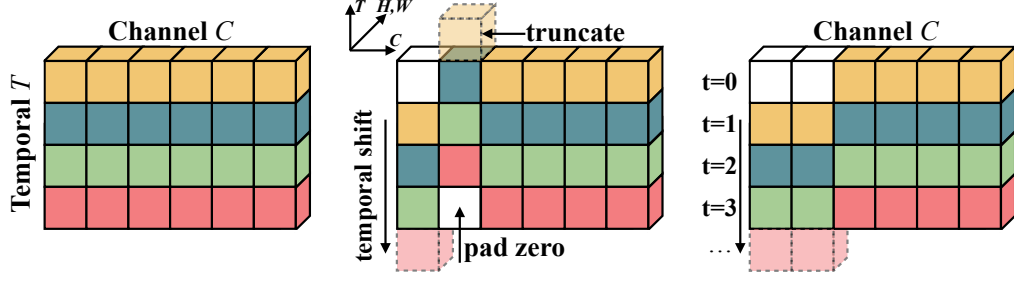 Channel C
Temporal T
T H,W
C
truncate
temporal shift
pad zero
Channel C
t=0
t=1
t=2
t=3
...